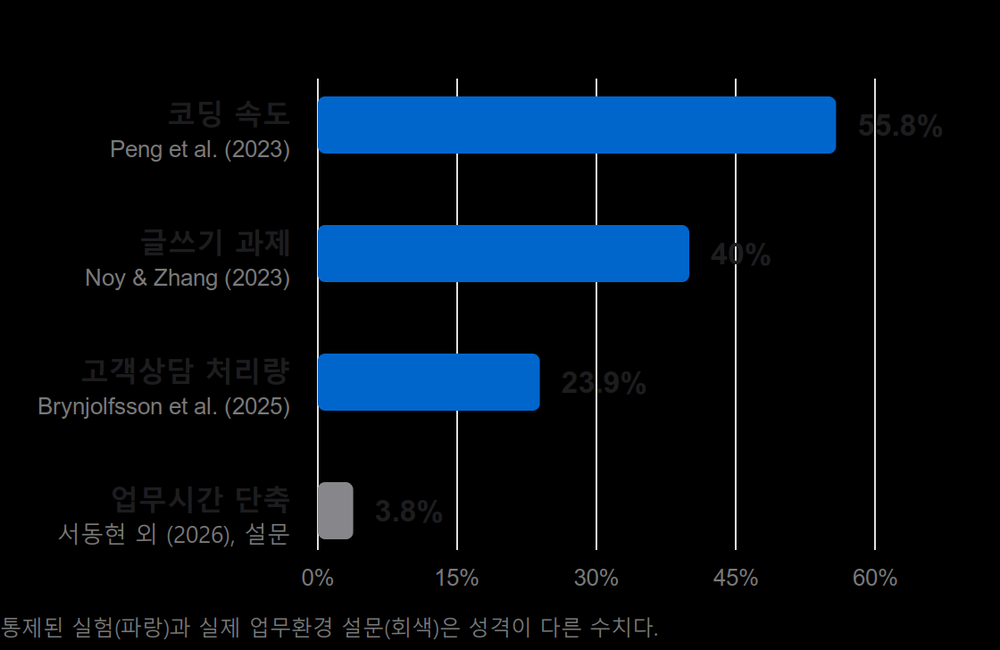 코딩 속도
Peng et al. (2023)
55.8%
글쓰기 과제
Noy & Zhang (2023)
40%
고객상담 처리량
Brynjolfsson et al. (2025)
23.9%
업무시간 단축
서동현 외 (2026), 설문
3.8%
0% 15% 30% 45% 60%
통제된 실험(파랑)과 실제 업무환경 설문(회색)은 성격이 다른 수치다.